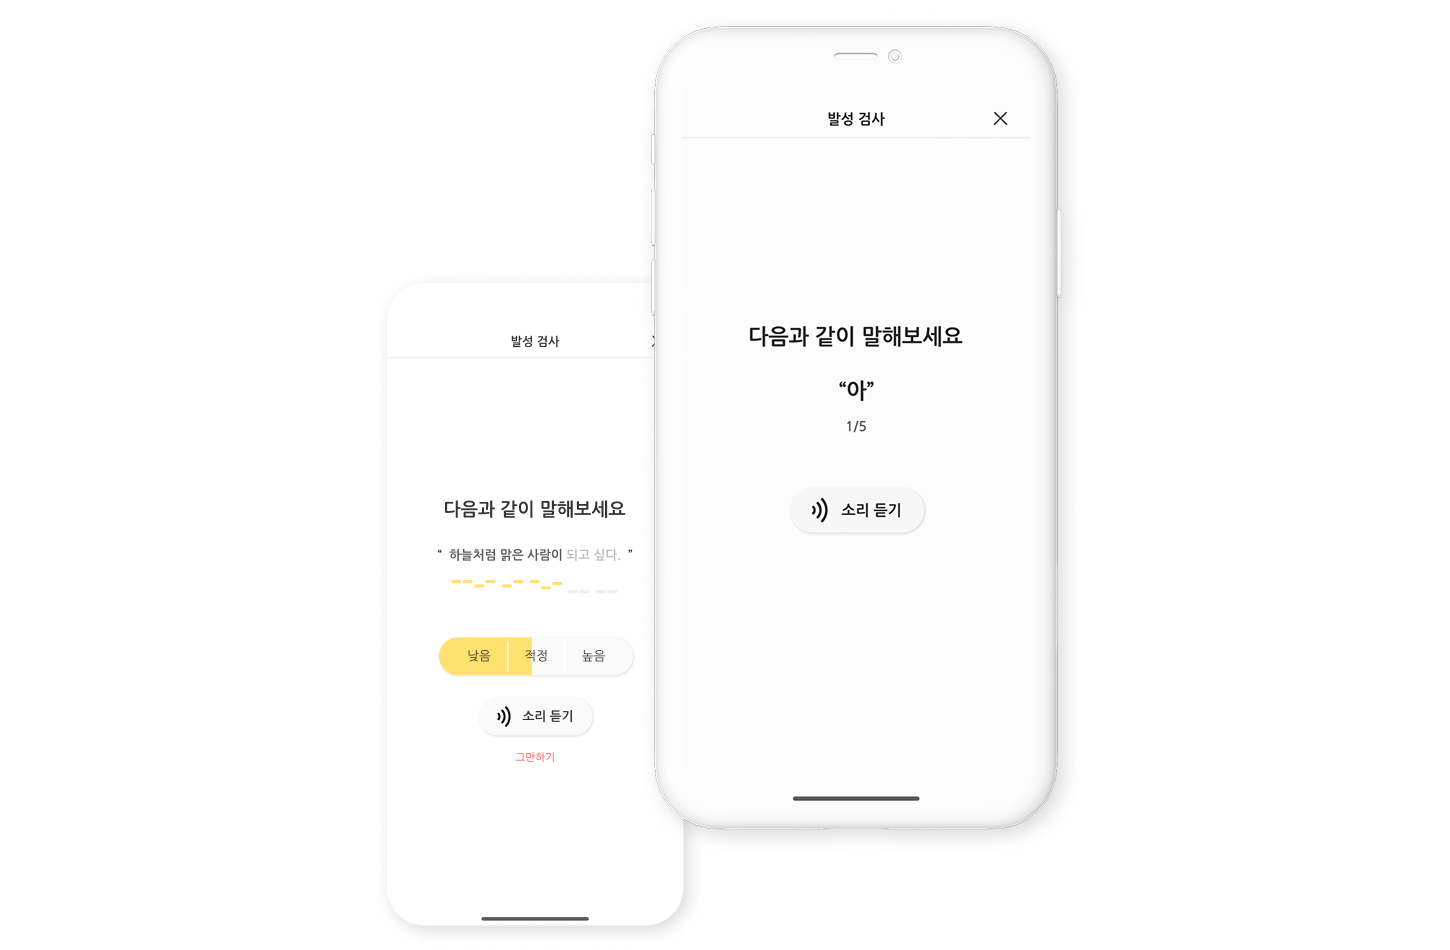 발성 검사
다음과 같이 말해보세요
“아”
1/5
소리 듣기
발성 검사
다음과 같이 말해보세요
“ 하늘처럼 맑은 사람이 되고 싶다. ”
낮음 적정 높음
소리 듣기
그만하기